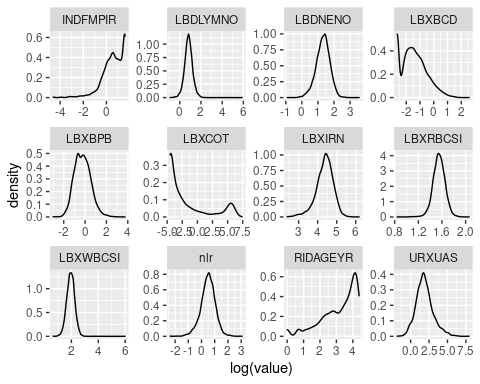 INDFMPIR LBDLYMNO LBDNENO LBXBCD
0.6 0.4 0.2 0.0
1.00 0.75 0.50 0.25 0.00
1.00 0.75 0.50 0.25 0.00
0.4 0.2 0.0
-4 -2 0
0 2 4 6
-1 0 1 2 3
-2 -1 0 1 2
LBXBPB LBXCOT LBXIRN LBXRBCSI
0.5 0.4 0.3 0.2 0.1 0.0
0.3 0.2 0.1 0.0
1.00 0.75 0.50 0.25 0.00
4 3 2 1 0
-2 0 2 4
-5.0 -2.5 0.0 2.5 5.0 7.5
3 4 5 6
0.8 1.2 1.6 2.0
LBXWBCSI nlr RIDAGEYR URXUAS
1.0 0.5 0.0
0.8 0.6 0.4 0.2 0.0
0.6 0.4 0.2 0.0
0.4 0.3 0.2 0.1 0.0
2 4 6
-2 -1 0 1 2 3
0 1 2 3 4
0.0 2.5 5.0 7.5
density
log(value)